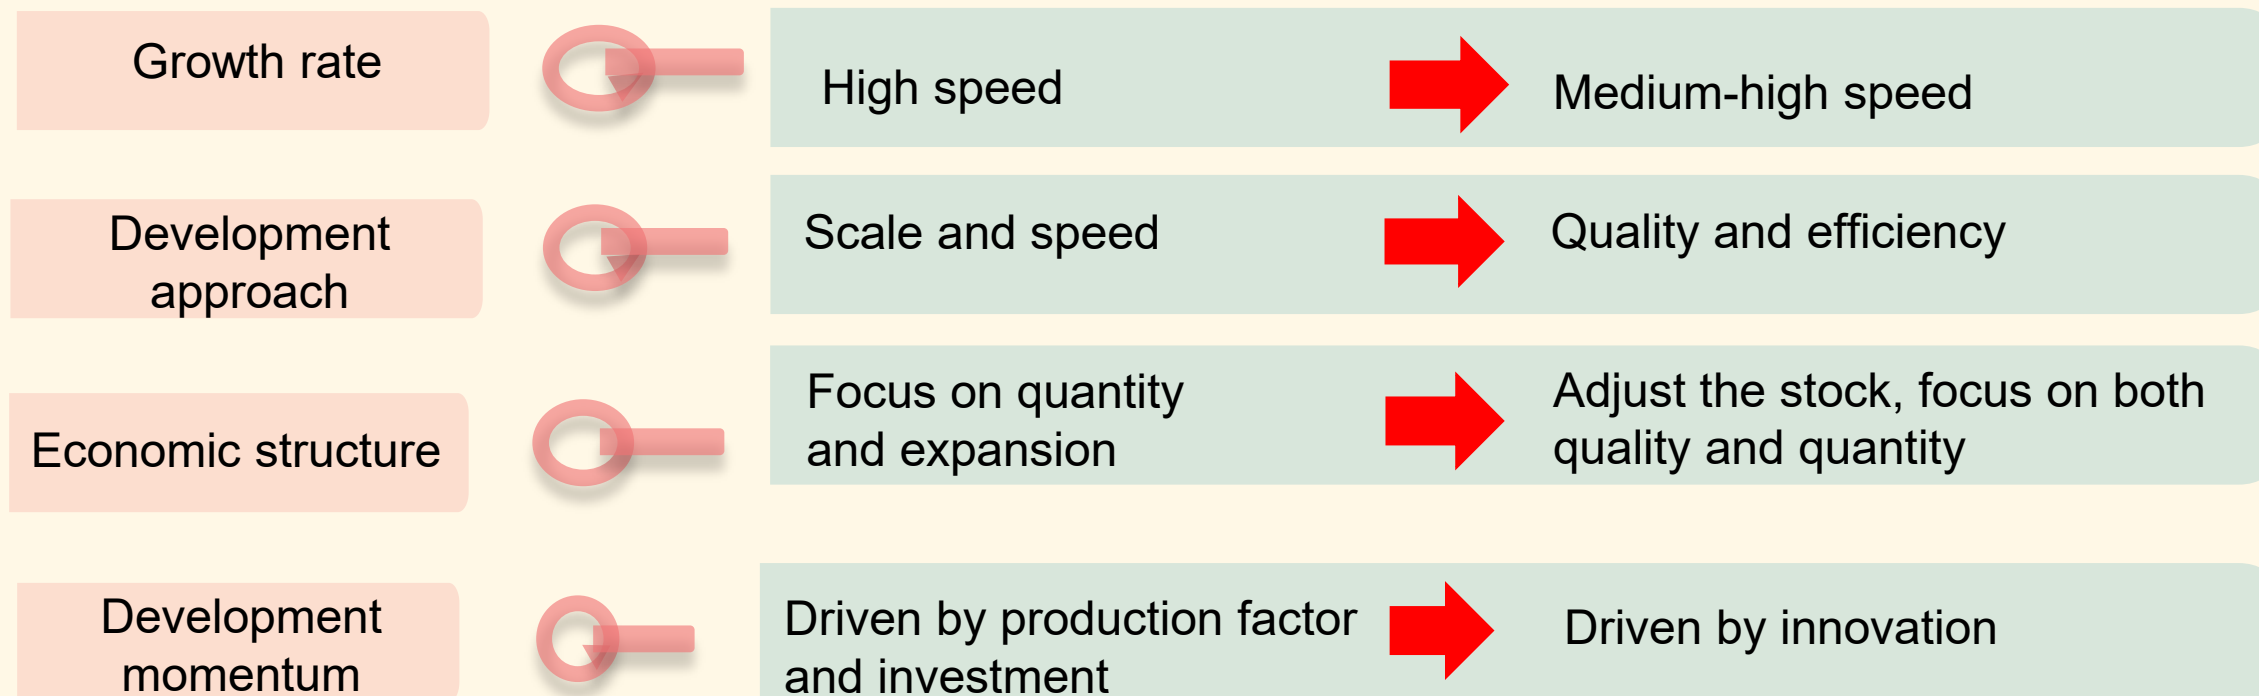 Growth rate
High speed
Medium-high speed
Development
approach
Scale and speed
Quality and efficiency
Economic structure
Focus on quantity
and expansion
Adjust the stock, focus on both
quality and quantity
Development
momentum
Driven by production factor
and investment
Driven by innovation